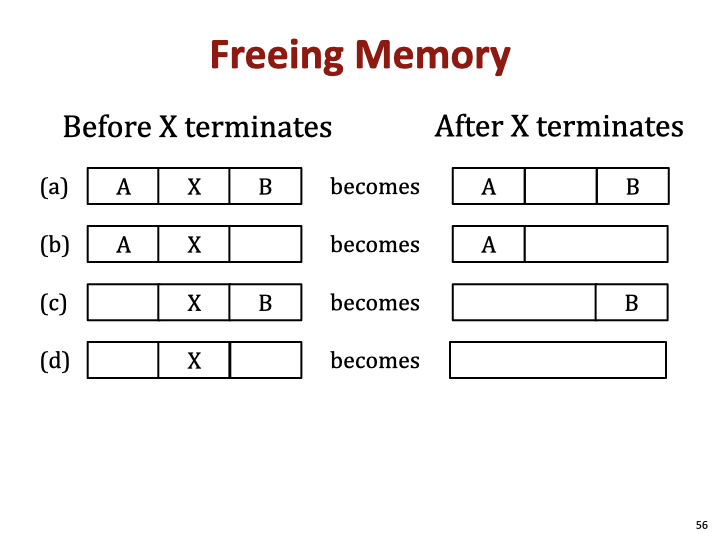 Freeing Memory
Before X terminates After X terminates
(a) A X B becomes A B
(b) A X becomes A
(c) X B becomes B
(d) X becomes
56